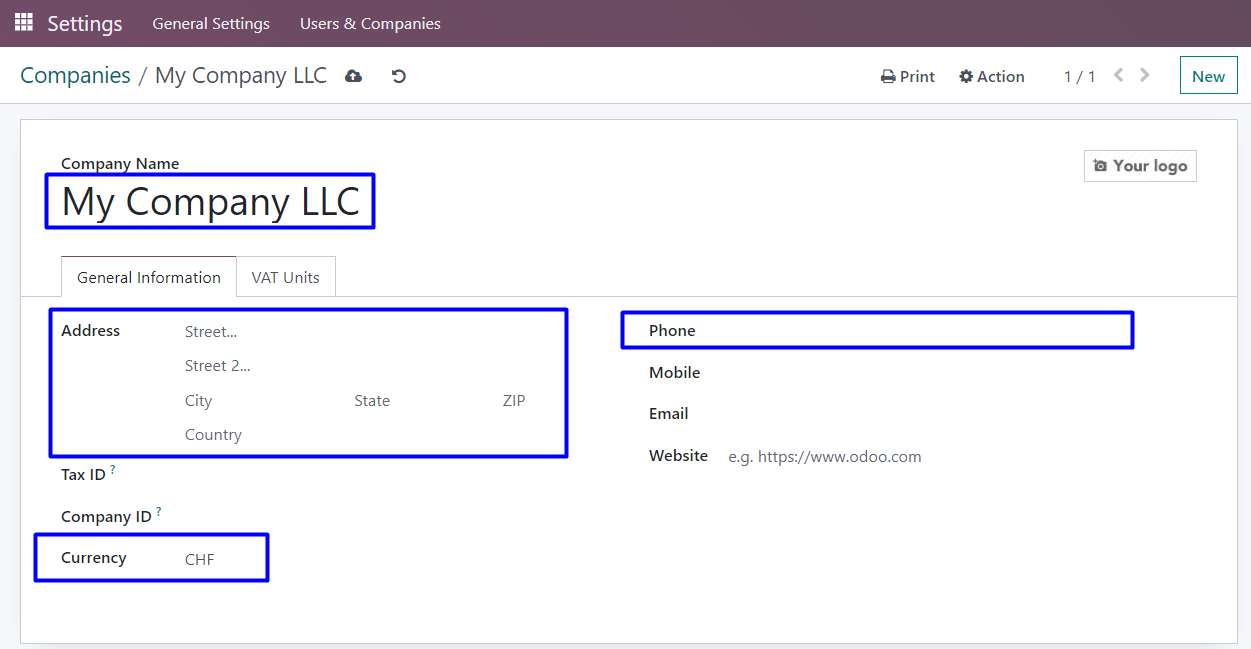 Settings General Settings Users & Companies
Companies / My Company LLC Print Action 1 / 1 New
Company Name
Your logo
My Company LLC
General Information VAT Units
Address Street...
Street 2...
City State ZIP
Country
Tax ID ?
Company ID ?
Currency CHF
Phone
Mobile
Email
Website e.g. https://www.odoo.com